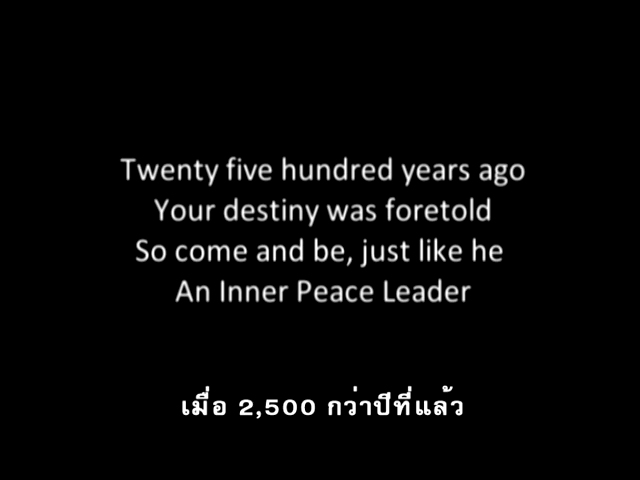 Twenty five hundred years ago
Your destiny was foretold
So come and be, just like he
An Inner Peace Leader
เมื่อ 2,500 กว่าปีที่แล้ว